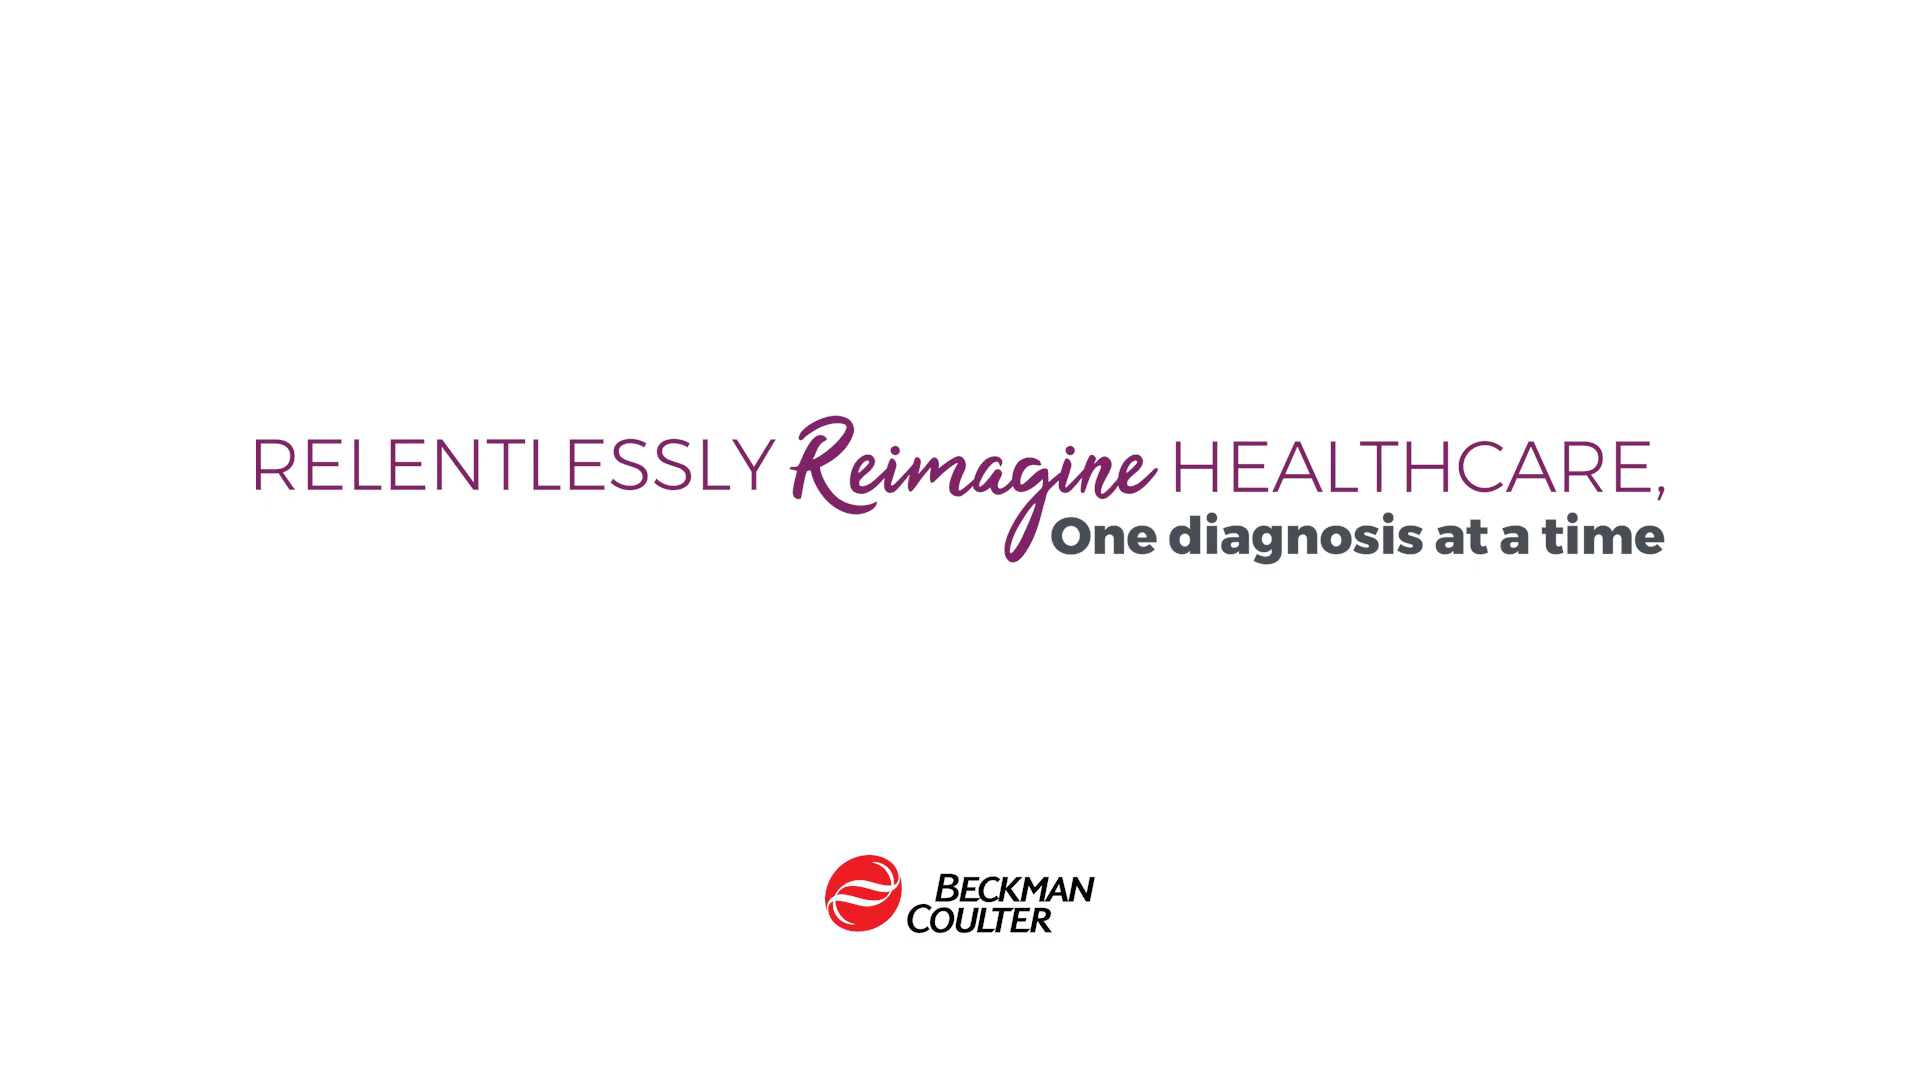 RELENTLESSLY Reimagine HEALTHCARE,
One diagnosis at a time
BECKMAN
COULTER